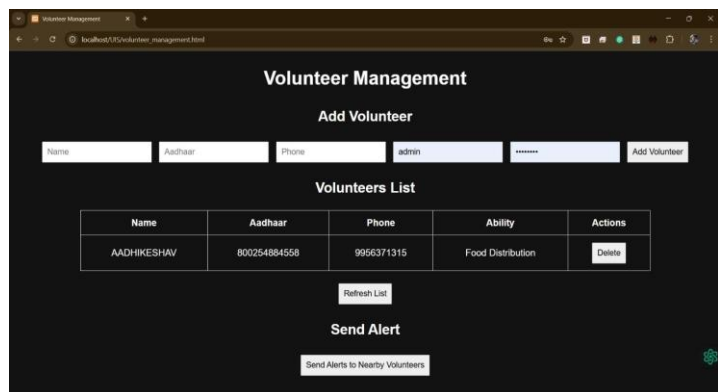 Volunteer Management
localhost/UIS/volunteer_management.html
Volunteer Management
Add Volunteer
Name Aadhaar Phone admin •••••••• Add Volunteer
Volunteers List
Name Aadhaar Phone Ability Actions
AADHIKESHAV 800254884558 9956371315 Food Distribution Delete
Refresh List
Send Alert
Send Alerts to Nearby Volunteers